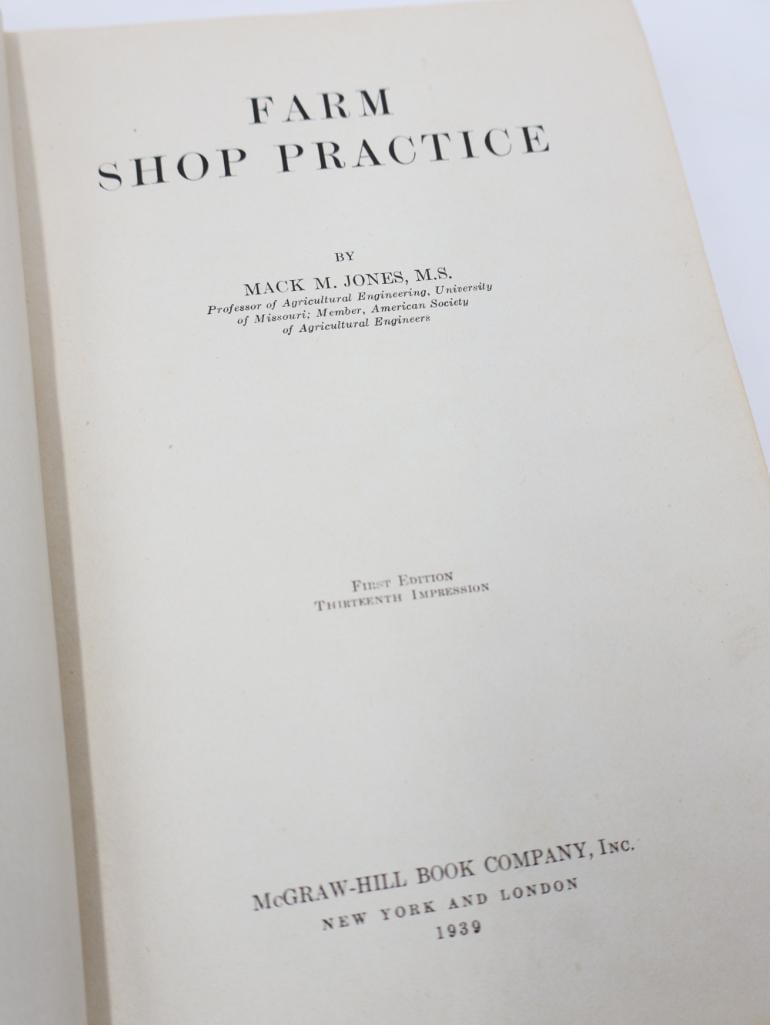 FARM
SHOP PRACTICE
BY
MACK M. JONES, M.S.
Professor of Agricultural Engineering, University
of Missouri; Member, American Society
of Agricultural Engineers
First Edition
Thirteenth Impression
McGRAW-HILL BOOK COMPANY, Inc.
NEW YORK AND LONDON
1939